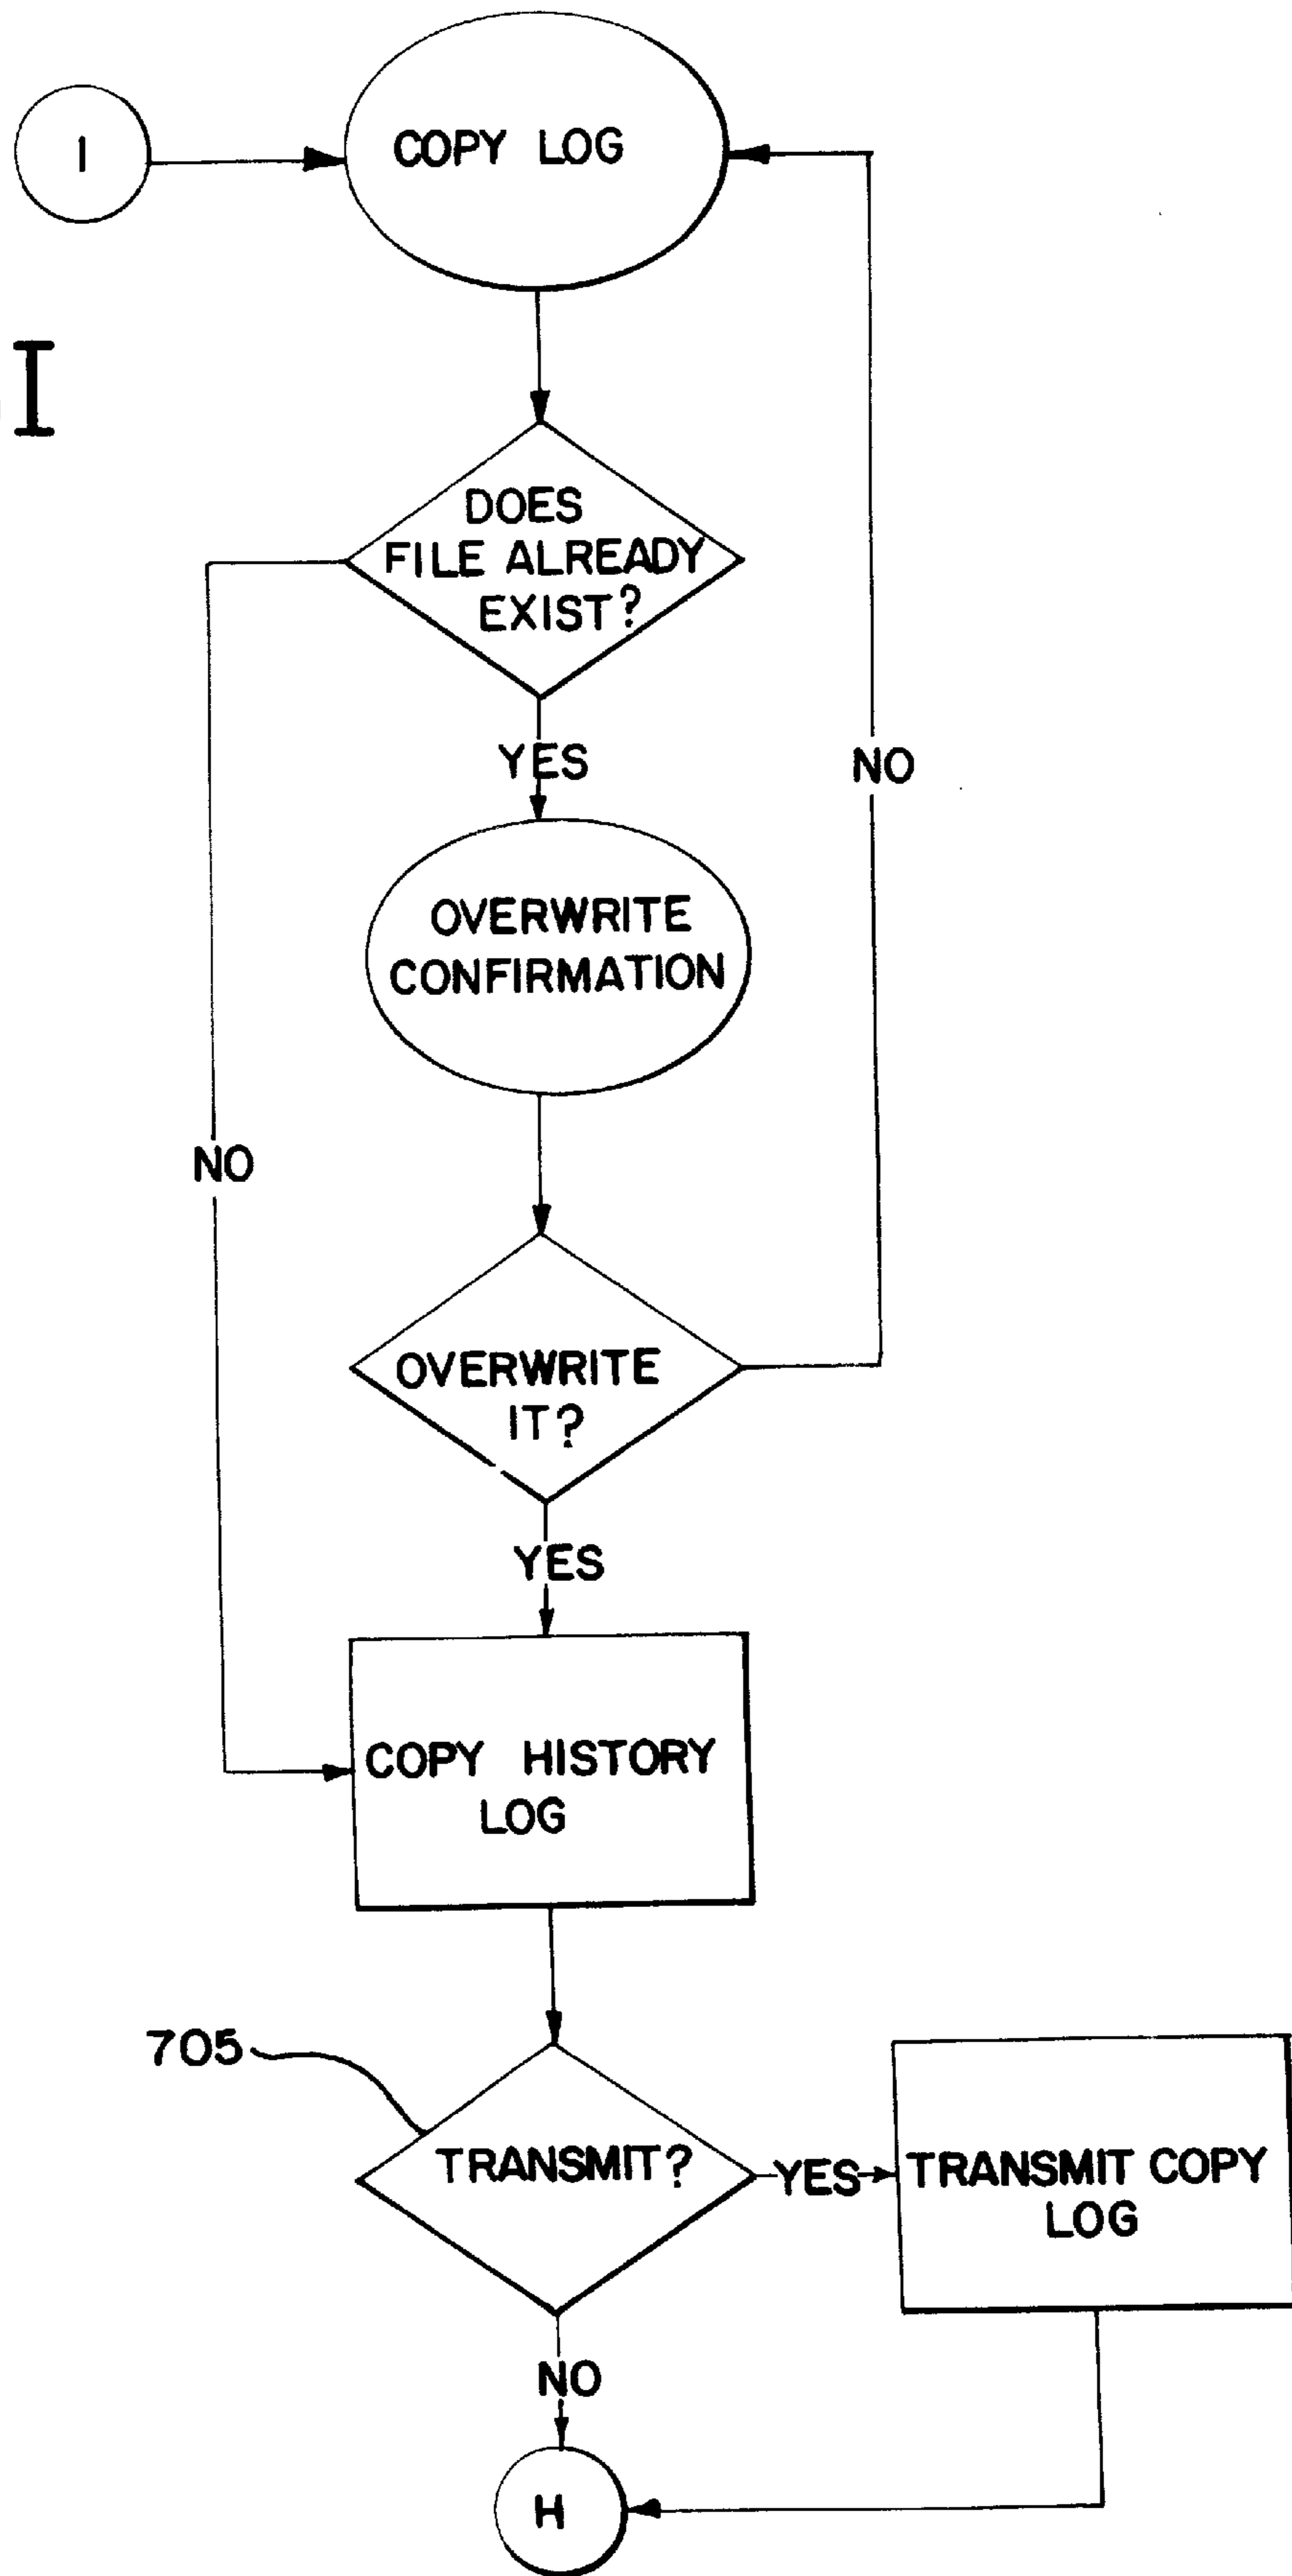 I
COPY LOG
I
DOES
FILE ALREADY
EXIST?
YES
NO
OVERWRITE
CONFIRMATION
NO
OVERWRITE
IT?
YES
COPY HISTORY
LOG
705
TRANSMIT?
YES
TRANSMIT COPY
LOG
NO
H